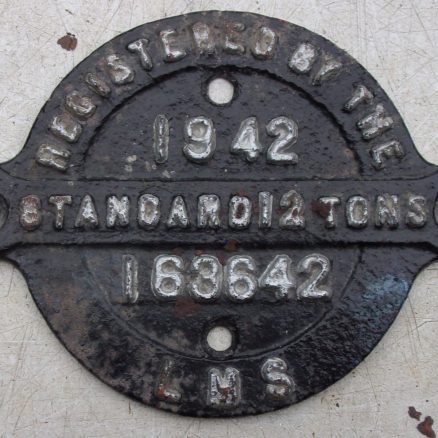 REGISTERED BY THE
1942
STANDARD 12 TONS
163642
LMS